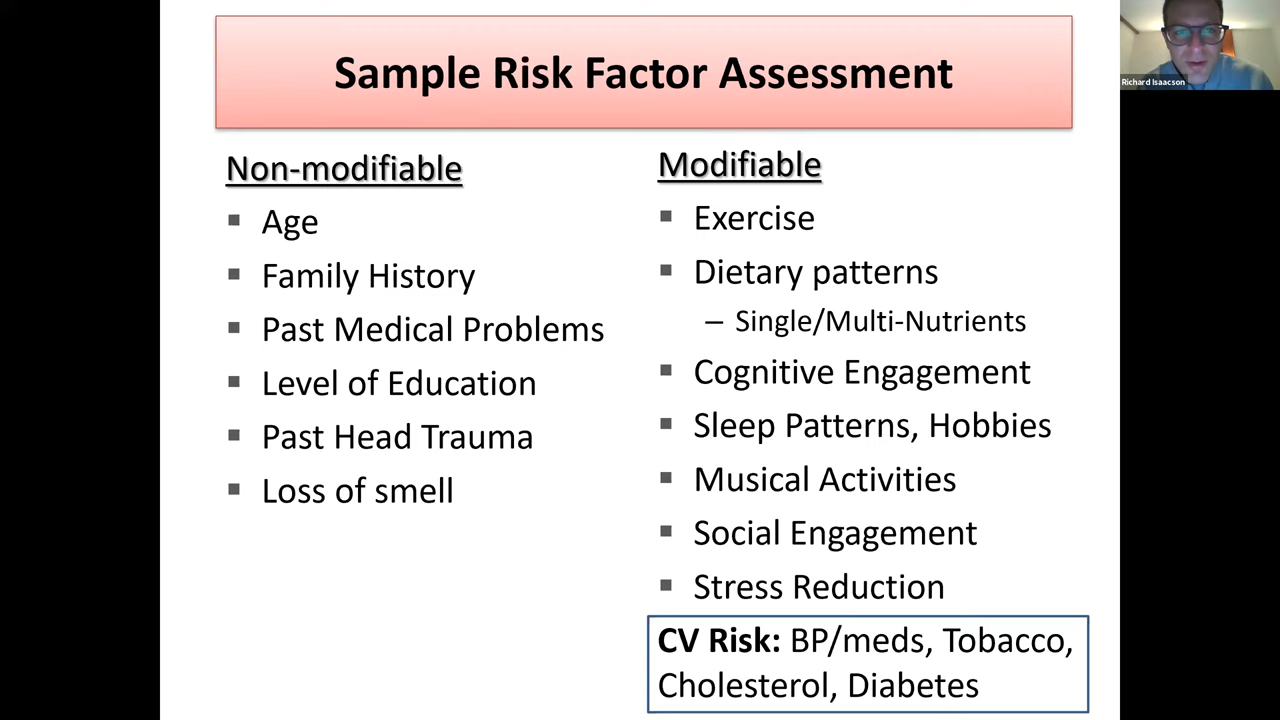 Sample Risk Factor Assessment
Richard Isaacson
Non-modifiable
Age
Family History
Past Medical Problems
Level of Education
Past Head Trauma
Loss of smell
Modifiable
Exercise
Dietary patterns
– Single/Multi-Nutrients
Cognitive Engagement
Sleep Patterns, Hobbies
Musical Activities
Social Engagement
Stress Reduction
CV Risk: BP/meds, Tobacco,
Cholesterol, Diabetes